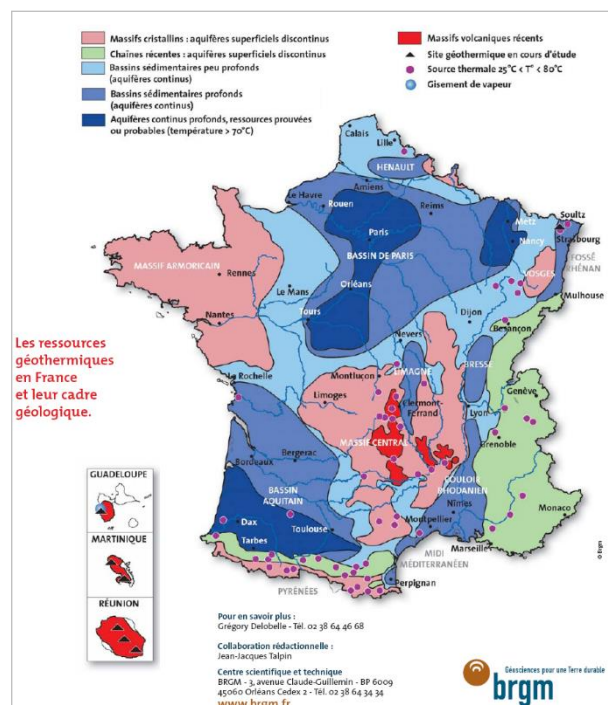 Massifs cristallins : aquifères superficiels discontinus
Chaînes récentes : aquifères superficiels discontinus
Bassins sédimentaires peu profonds
(aquifères continus)
Bassins sédimentaires profonds
(aquifères continus)
Aquifères continus profonds, ressources prouvées
ou probables (température > 70°C)
Massifs volcaniques récents
Site géothermique en cours d'étude
Source thermale 25°C < T° < 80°C
Gisement de vapeur
Calais
Lille
HENAULT
Amiens
Le Havre
Rouen
Reims
Metz
Soultz
Paris
Nancy
Strasbourg
BASSIN DE PARIS
FOSSÉ
RHÉNAN
MASSIF ARMORICAIN
VOSGES
Rennes
Orléans
Le Mans
Mulhouse
Nantes
Tours
Dijon
Besançon
Nevers
Les ressources
géothermiques
en France
et leur cadre
géologique.
La Rochelle
Montluçon
LIMAGNE
BRESSE
Genève
Limoges
Clermont-
Ferrand
Lyon
MASSIF CENTRAL
Grenoble
Bordeaux
Bergerac
COULOIR
RHODANIEN
BASSIN
AQUITAIN
Nîmes
Monaco
Dax
Toulouse
Montpellier
Tarbes
Marseille
MIDI
MÉDITERRANÉEN
PYRÉNÉES
Perpignan
© Brgm
GUADELOUPE
MARTINIQUE
RÉUNION
Pour en savoir plus :
Grégory Delobelle - Tél. 02 38 64 46 68
Collaboration rédactionnelle :
Jean-Jacques Talpin
Centre scientifique et technique
BRGM - 3, avenue Claude-Guillemin - BP 6009
45060 Orléans Cedex 2 - Tél. 02 38 64 34 34
www.brgm.fr
Géosciences pour une Terre durable
brgm